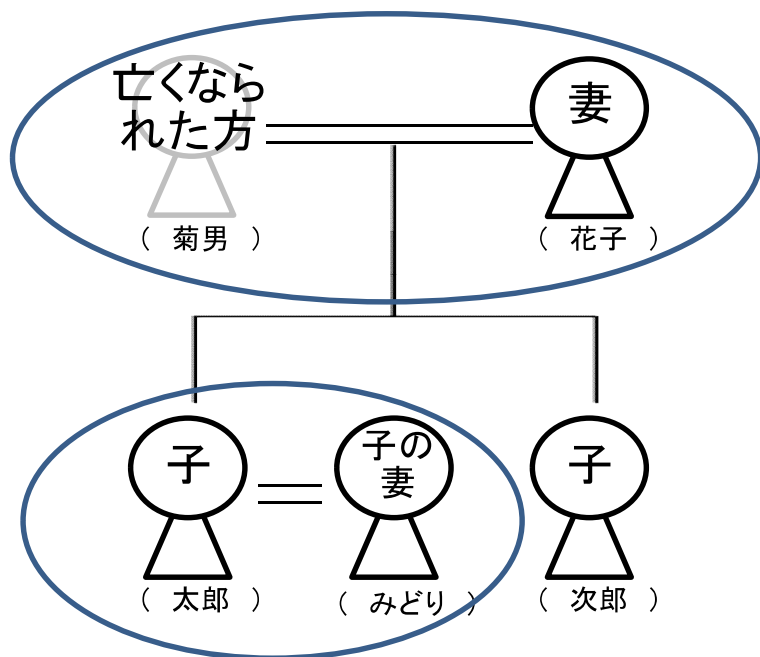 亡くなら
れた方
妻
（ 菊男 ）
（ 花子 ）
子
子の
妻
子
（ 太郎 ）
（ みどり ）
（ 次郎 ）